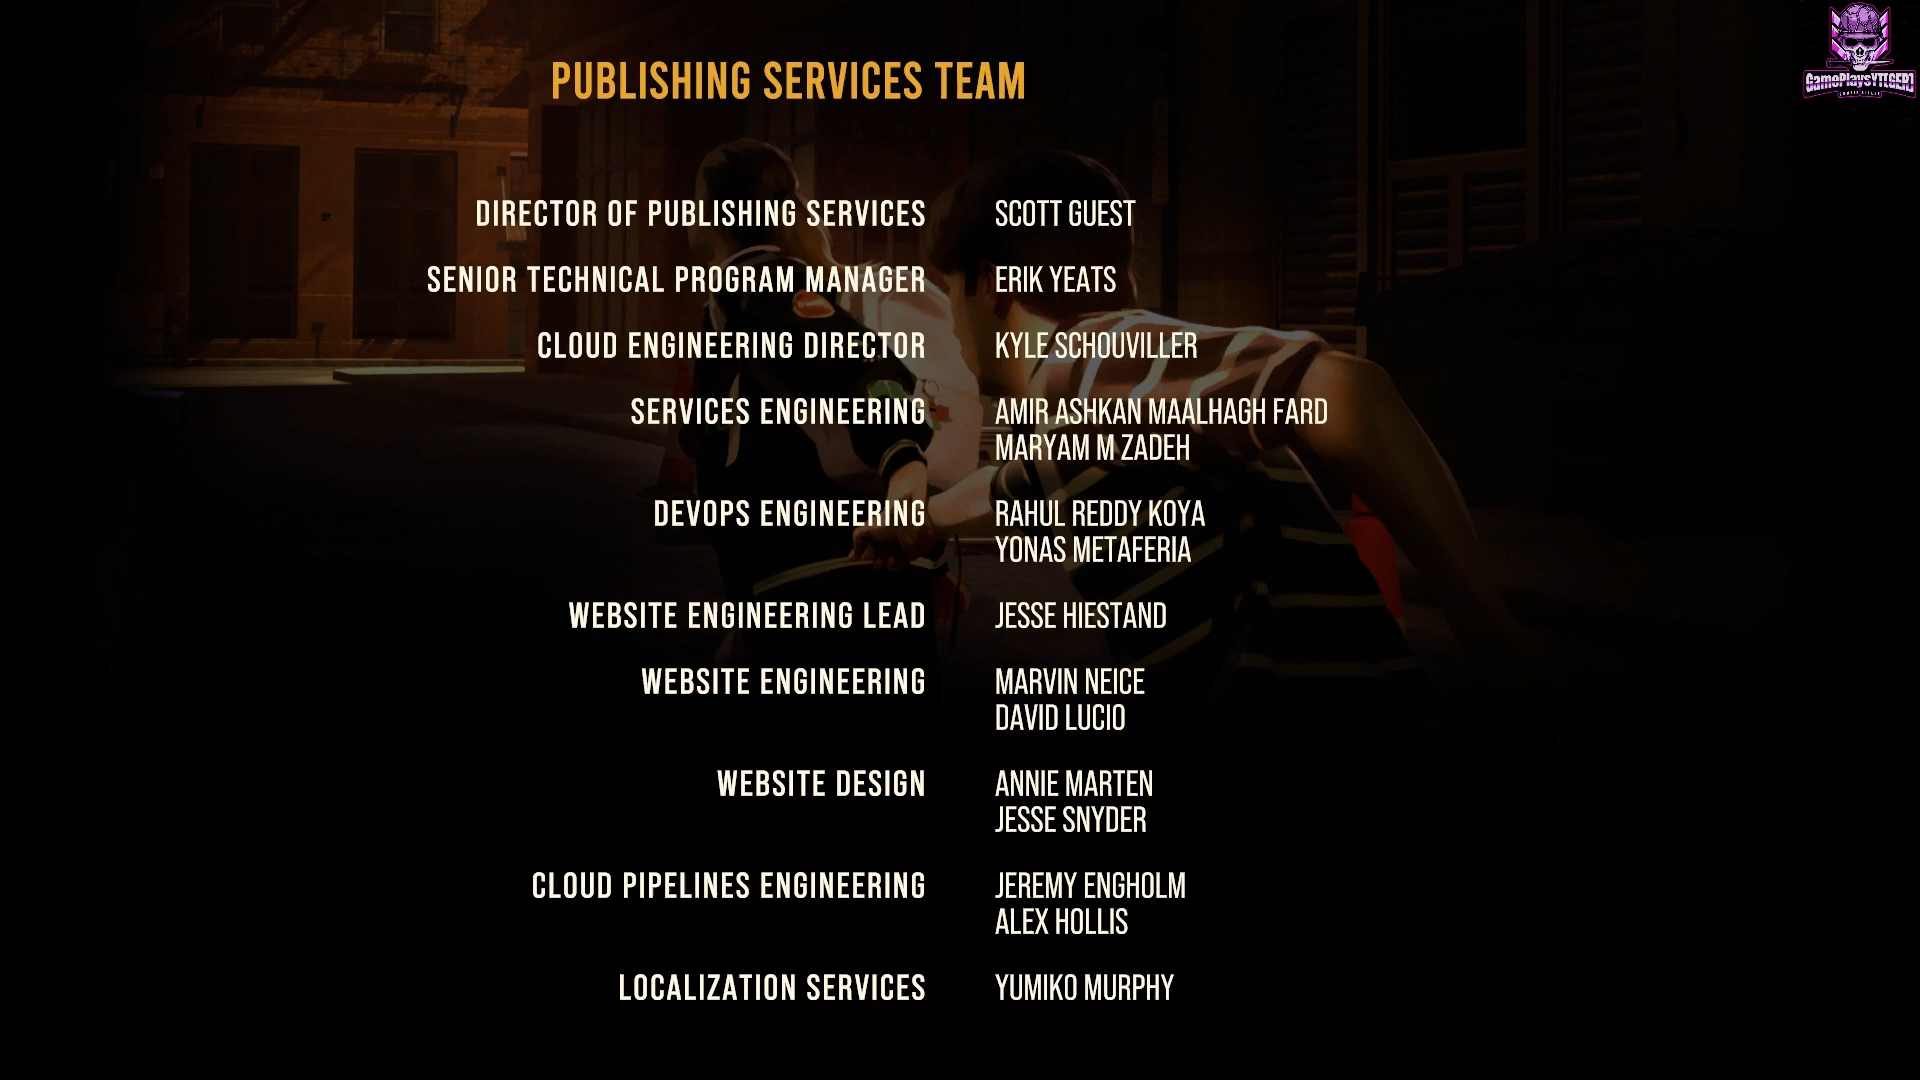 PUBLISHING SERVICES TEAM
DIRECTOR OF PUBLISHING SERVICES SCOTT GUEST
SENIOR TECHNICAL PROGRAM MANAGER ERIK YEATS
CLOUD ENGINEERING DIRECTOR KYLE SCHOUVILLER
SERVICES ENGINEERING AMIR ASHKAN MAALHAGH FARD
MARYAM M ZADEH
DEVOPS ENGINEERING RAHUL REDDY KOYA
YONAS METAFERIA
WEBSITE ENGINEERING LEAD JESSE HIESTAND
WEBSITE ENGINEERING MARVIN NEICE
DAVID LUCIO
WEBSITE DESIGN ANNIE MARTEN
JESSE SNYDER
CLOUD PIPELINES ENGINEERING JEREMY ENGHOLM
ALEX HOLLIS
LOCALIZATION SERVICES YUMIKO MURPHY